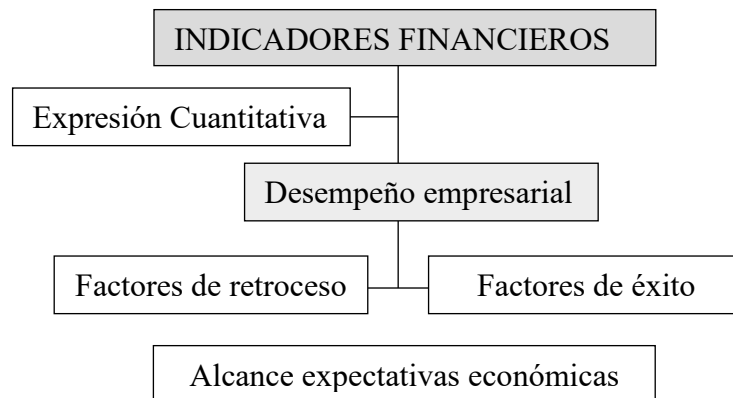 INDICADORES FINANCIEROS
Expresión Cuantitativa
Desempeño empresarial
Factores de retroceso
Factores de éxito
Alcance expectativas económicas